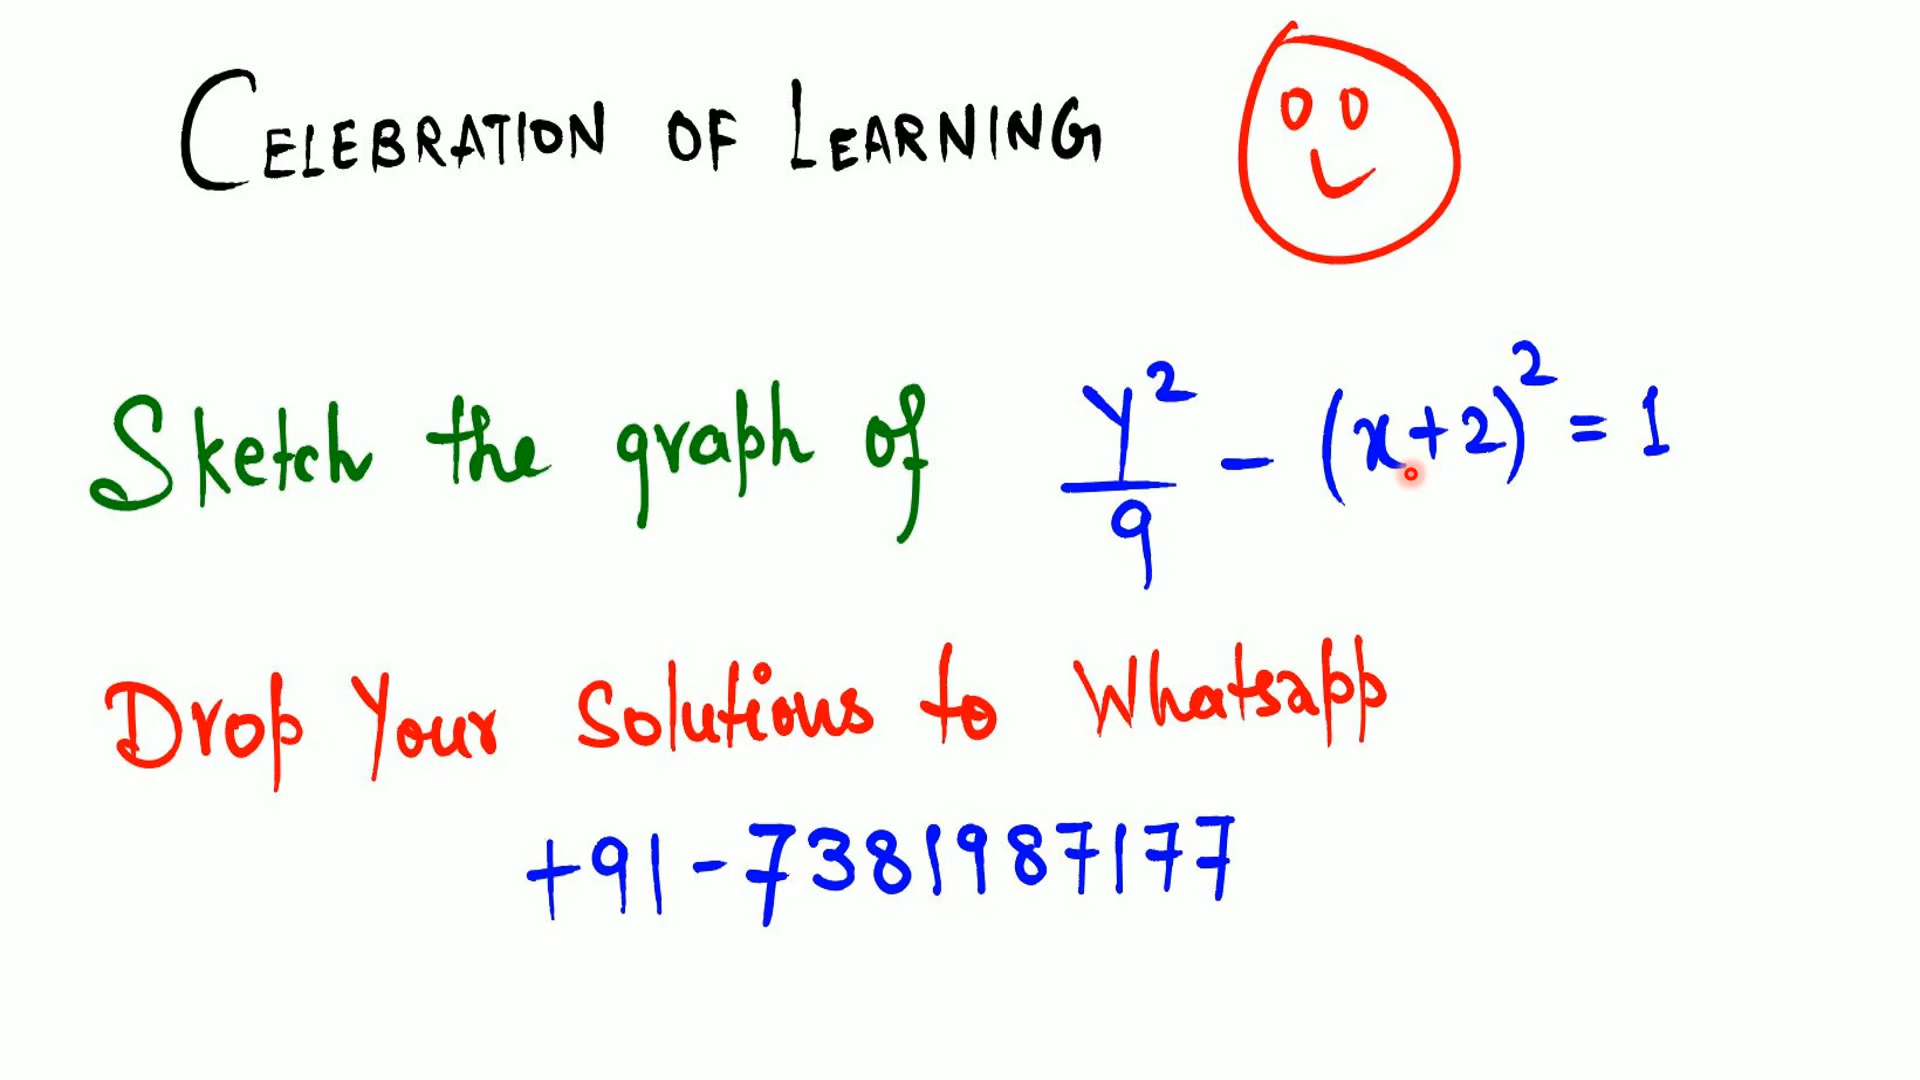 CELEBRATION OF LEARNING
Sketch the graph of y²/9 - (x+2)² = 1
Drop Your Solutions to Whatsapp
+91-7381987177